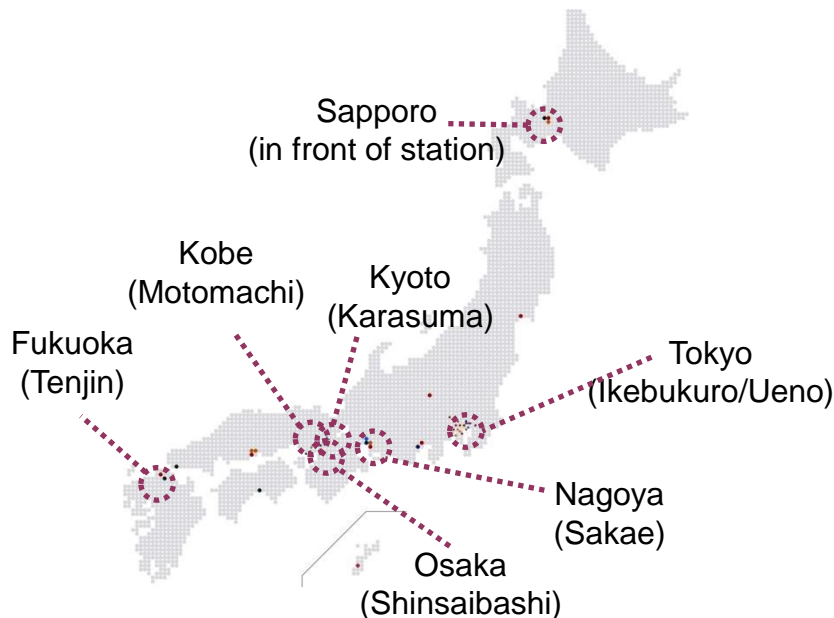 Sapporo
(in front of station)
Kobe
(Motomachi)
Kyoto
(Karasuma)
Fukuoka
(Tenjin)
Tokyo
(Ikebukuro/Ueno)
Nagoya
(Sakae)
Osaka
(Shinsaibashi)